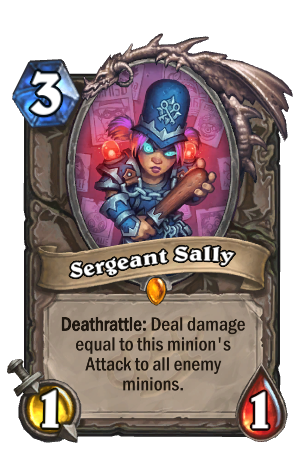 3
Sergeant Sally
Deathrattle: Deal damage
equal to this minion's
Attack to all enemy
minions.
1
1